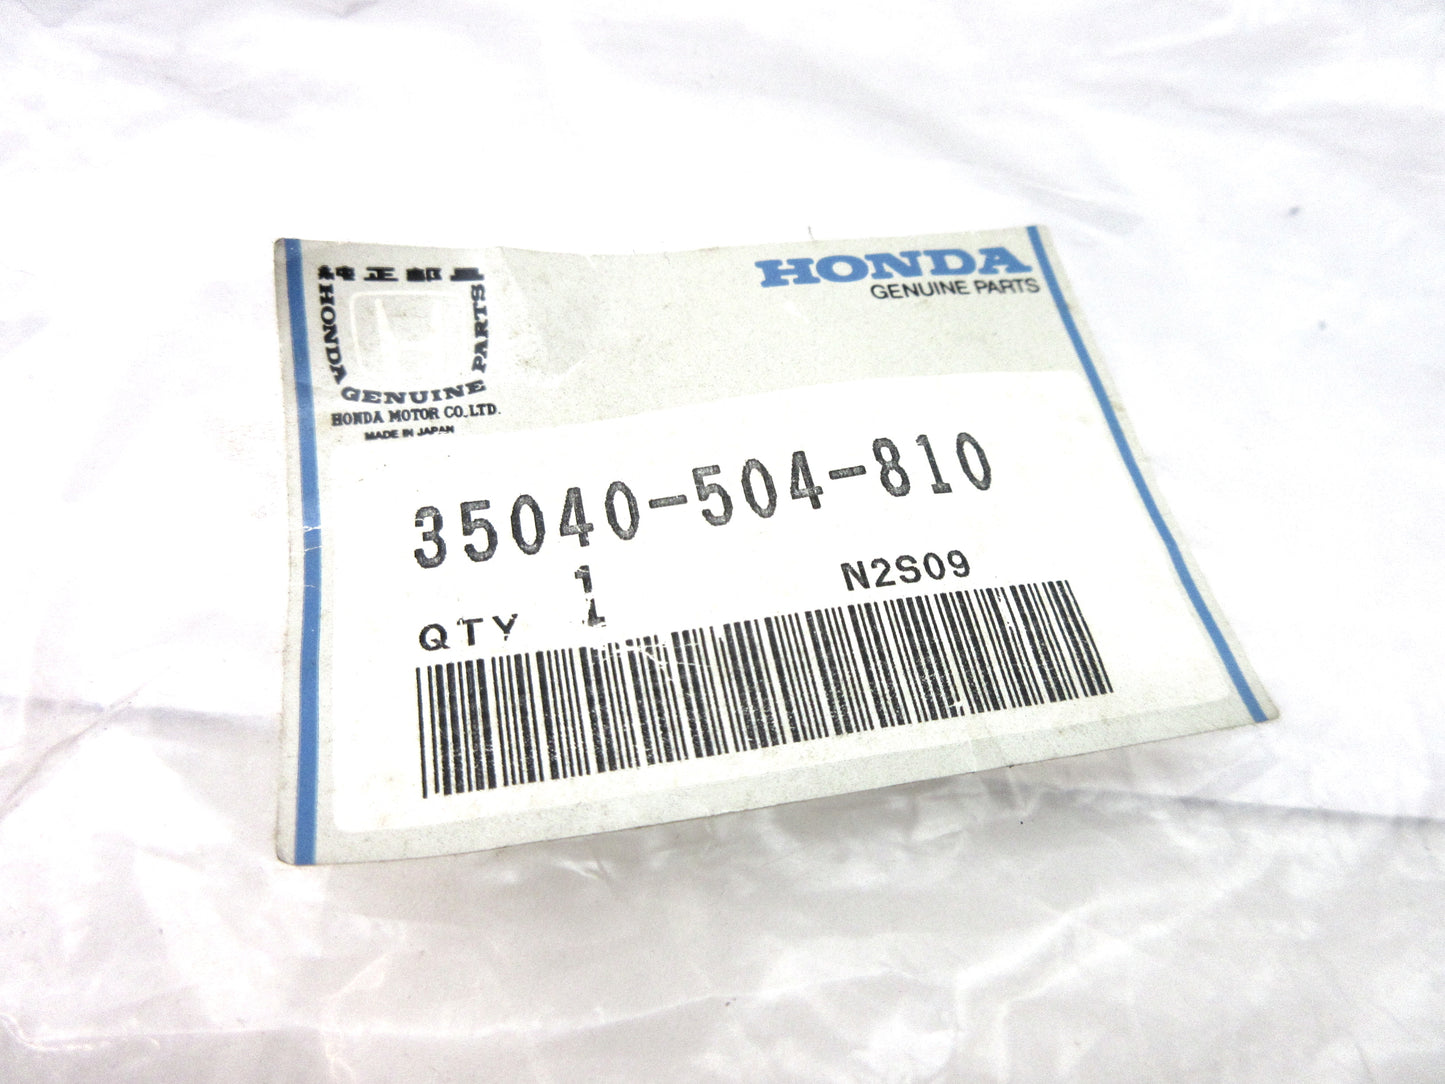 純正部品
HONDA GENUINE PARTS
HONDA MOTOR CO.,LTD.
MADE IN JAPAN
HONDA
GENUINE PARTS
35040-504-810
1
N2S09
QTY 1